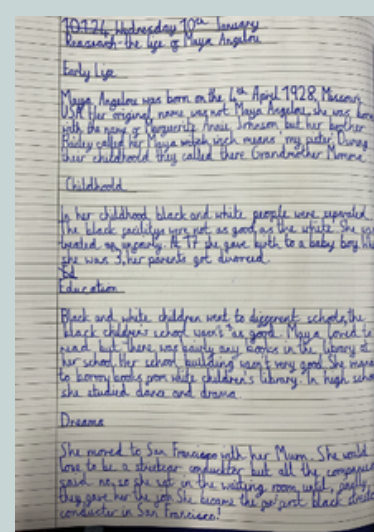 10.1.24 Wednesday 10th January
Research-the life of Maya Angelou
Early Life
Maya Angelou was born on the 4th April 1928, Missouri
USA. Her original name was not Maya Angelou, she was born
with the name of Marguerite Annie Johnson but her brother
Bailey called her Maya wich means my sister. During
their childhood they called there Grandmother Momma
Childhood
In her childhood, black and white people were separated
The black facilitys were not as good as the white. She was
treated so unfairly. At 17 she gave birth to a baby boy
she was 3, her parents got divorced.
Ed
Education
Black and white children went to different schools, the
black children's school wasn't as good. Maya loved to
read but there was hardly any books in the library at
her school. Her school building wasn't very good. She
to borrow books from white children's library. In high
she studied dance and drama.
Dreams
She moved to San Francisco with her Mum. She would
love to be a conductor but all the companies
said no, so she sat in the waiting room until,
they gave her the job. She became the first black
conductor in San Francisco!